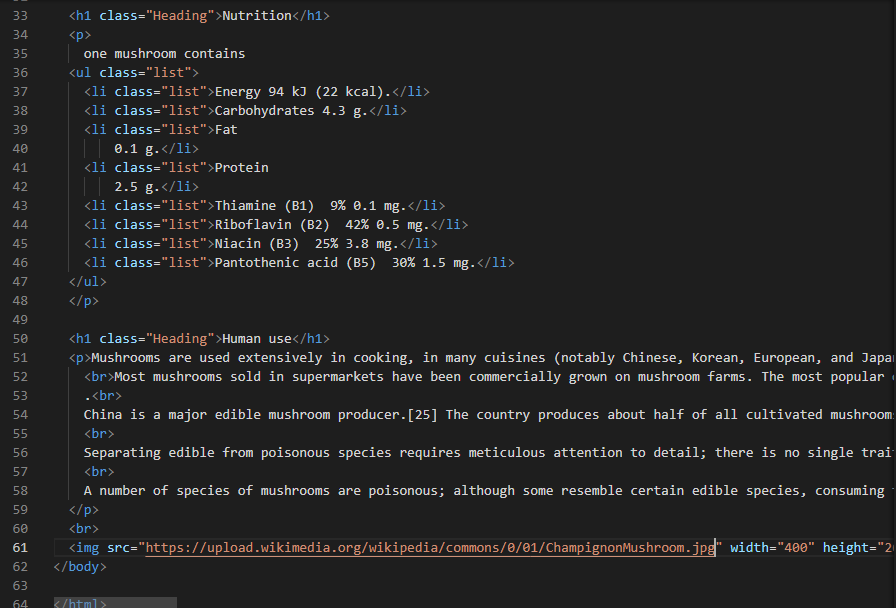 33 <h1 class="Heading">Nutrition</h1>
34 <p>
35 one mushroom contains
36 <ul class="list">
37 <li class="list">Energy 94 kJ (22 kcal).</li>
38 <li class="list">Carbohydrates 4.3 g.</li>
39 <li class="list">Fat
40 0.1 g.</li>
41 <li class="list">Protein
42 2.5 g.</li>
43 <li class="list">Thiamine (B1)  9% 0.1 mg.</li>
44 <li class="list">Riboflavin (B2)  42% 0.5 mg.</li>
45 <li class="list">Niacin (B3)  25% 3.8 mg.</li>
46 <li class="list">Pantothenic acid (B5)  30% 1.5 mg.</li>
47 </ul>
48 </p>
49
50 <h1 class="Heading">Human use</h1>
51 <p>Mushrooms are used extensively in cooking, in many cuisines (notably Chinese, Korean, European, and Japa
52 <br>Most mushrooms sold in supermarkets have been commercially grown on mushroom farms. The most popular
53 .<br>
54 China is a major edible mushroom producer.[25] The country produces about half of all cultivated mushroom
55 <br>
56 Separating edible from poisonous species requires meticulous attention to detail; there is no single trai
57 <br>
58 A number of species of mushrooms are poisonous; although some resemble certain edible species, consuming
59 </p>
60 <br>
61 <img src="https://upload.wikimedia.org/wikipedia/commons/0/01/ChampignonMushroom.jpg" width="400" height="2
62 </body>
63
64 </html>